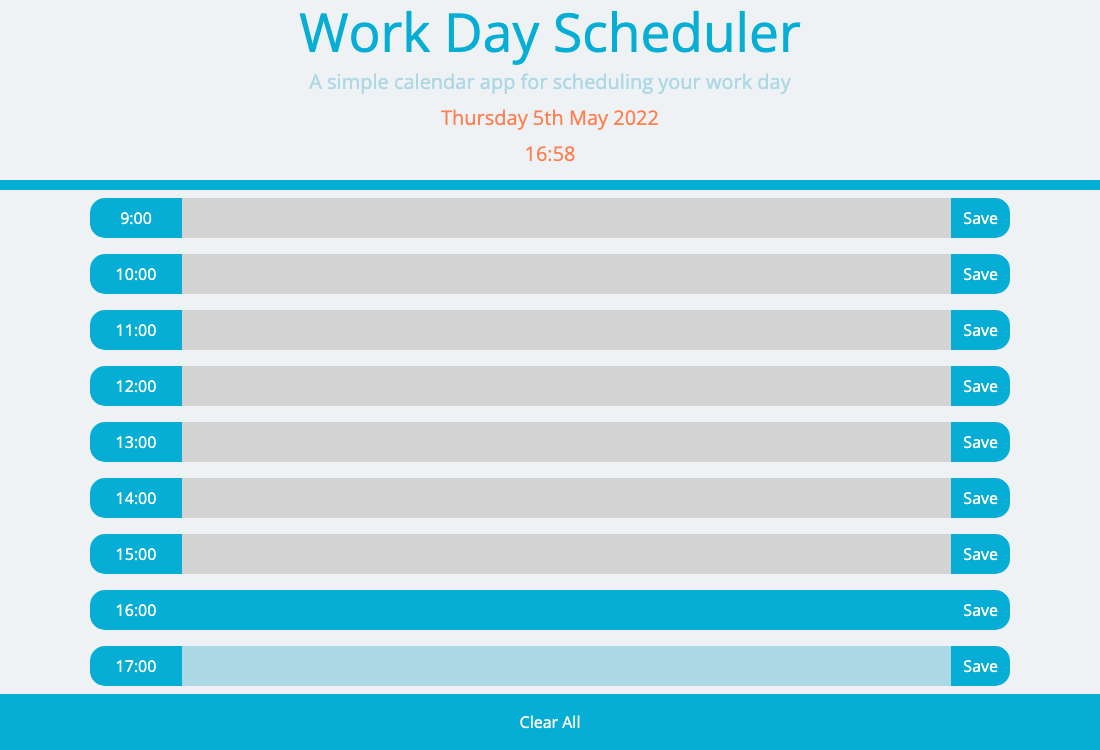 Work Day Scheduler
A simple calendar app for scheduling your work day
Thursday 5th May 2022
16:58
9:00 Save
10:00 Save
11:00 Save
12:00 Save
13:00 Save
14:00 Save
15:00 Save
16:00 Save
17:00 Save
Clear All